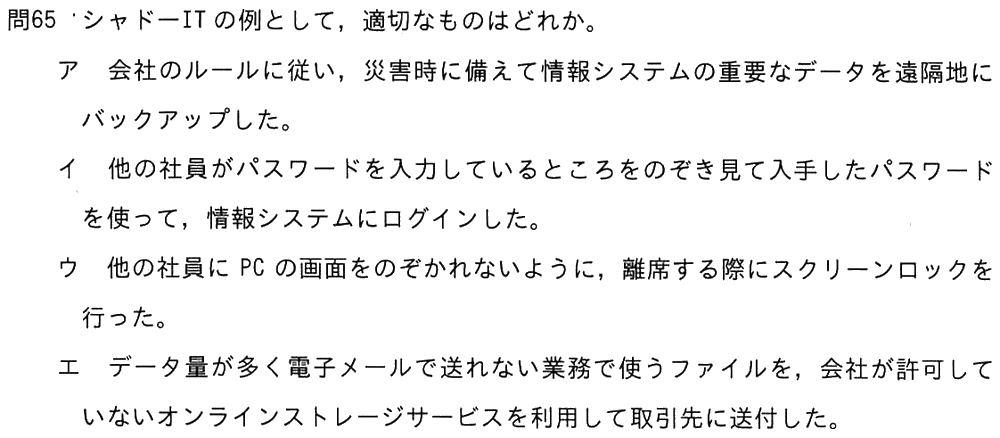 問65 シャドーITの例として，適切なものはどれか。
ア 会社のルールに従い，災害時に備えて情報システムの重要なデータを遠隔地に
バックアップした。
イ 他の社員がパスワードを入力しているところをのぞき見て入手したパスワード
を使って，情報システムにログインした。
ウ 他の社員に PC の画面をのぞかれないように，離席する際にスクリーンロックを
行った。
エ データ量が多く電子メールで送れない業務で使うファイルを，会社が許可して
いないオンラインストレージサービスを利用して取引先に送付した。